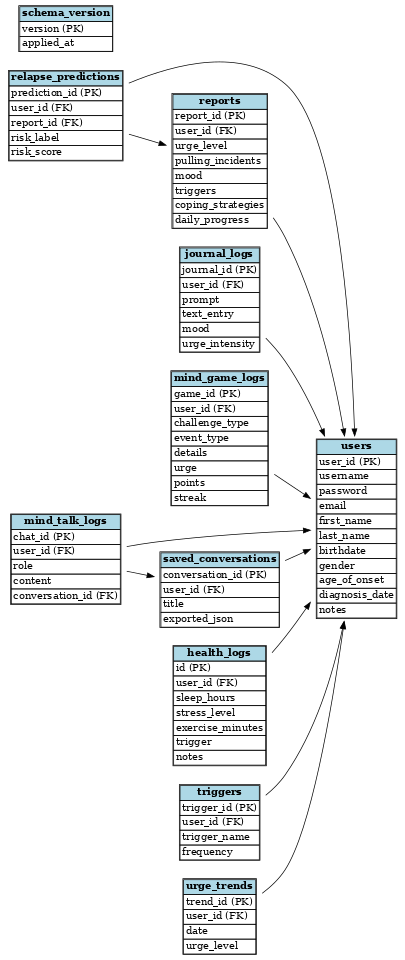 schema_version
version (PK)
applied_at
relapse_predictions
prediction_id (PK)
user_id (FK)
report_id (FK)
risk_label
risk_score
reports
report_id (PK)
user_id (FK)
urge_level
pulling_incidents
mood
triggers
coping_strategies
daily_progress
journal_logs
journal_id (PK)
user_id (FK)
prompt
text_entry
mood
urge_intensity
mind_game_logs
game_id (PK)
user_id (FK)
challenge_type
event_type
details
urge
points
streak
users
user_id (PK)
username
password
email
first_name
last_name
birthdate
gender
age_of_onset
diagnosis_date
notes
mind_talk_logs
chat_id (PK)
user_id (FK)
role
content
conversation_id (FK)
saved_conversations
conversation_id (PK)
user_id (FK)
title
exported_json
health_logs
id (PK)
user_id (FK)
sleep_hours
stress_level
exercise_minutes
trigger
notes
triggers
trigger_id (PK)
user_id (FK)
trigger_name
frequency
urge_trends
trend_id (PK)
user_id (FK)
date
urge_level